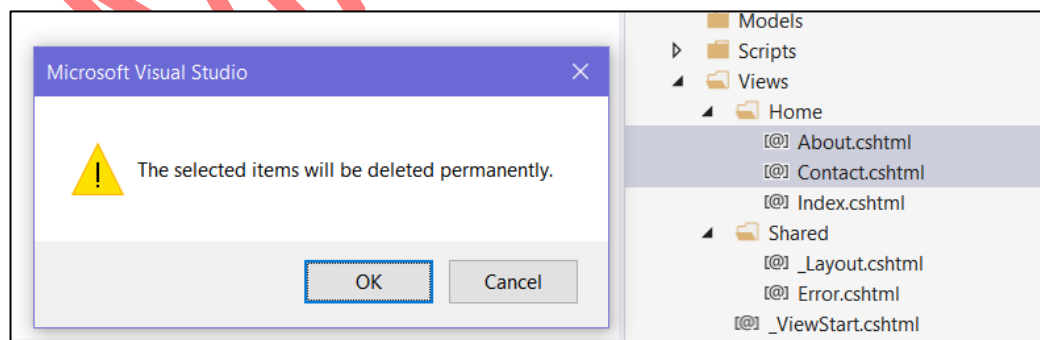 Microsoft Visual Studio
The selected items will be deleted permanently.
OK
Cancel
Models
Scripts
Views
Home
[@] About.cshtml
[@] Contact.cshtml
[@] Index.cshtml
Shared
[@] _Layout.cshtml
[@] Error.cshtml
[@] _ViewStart.cshtml